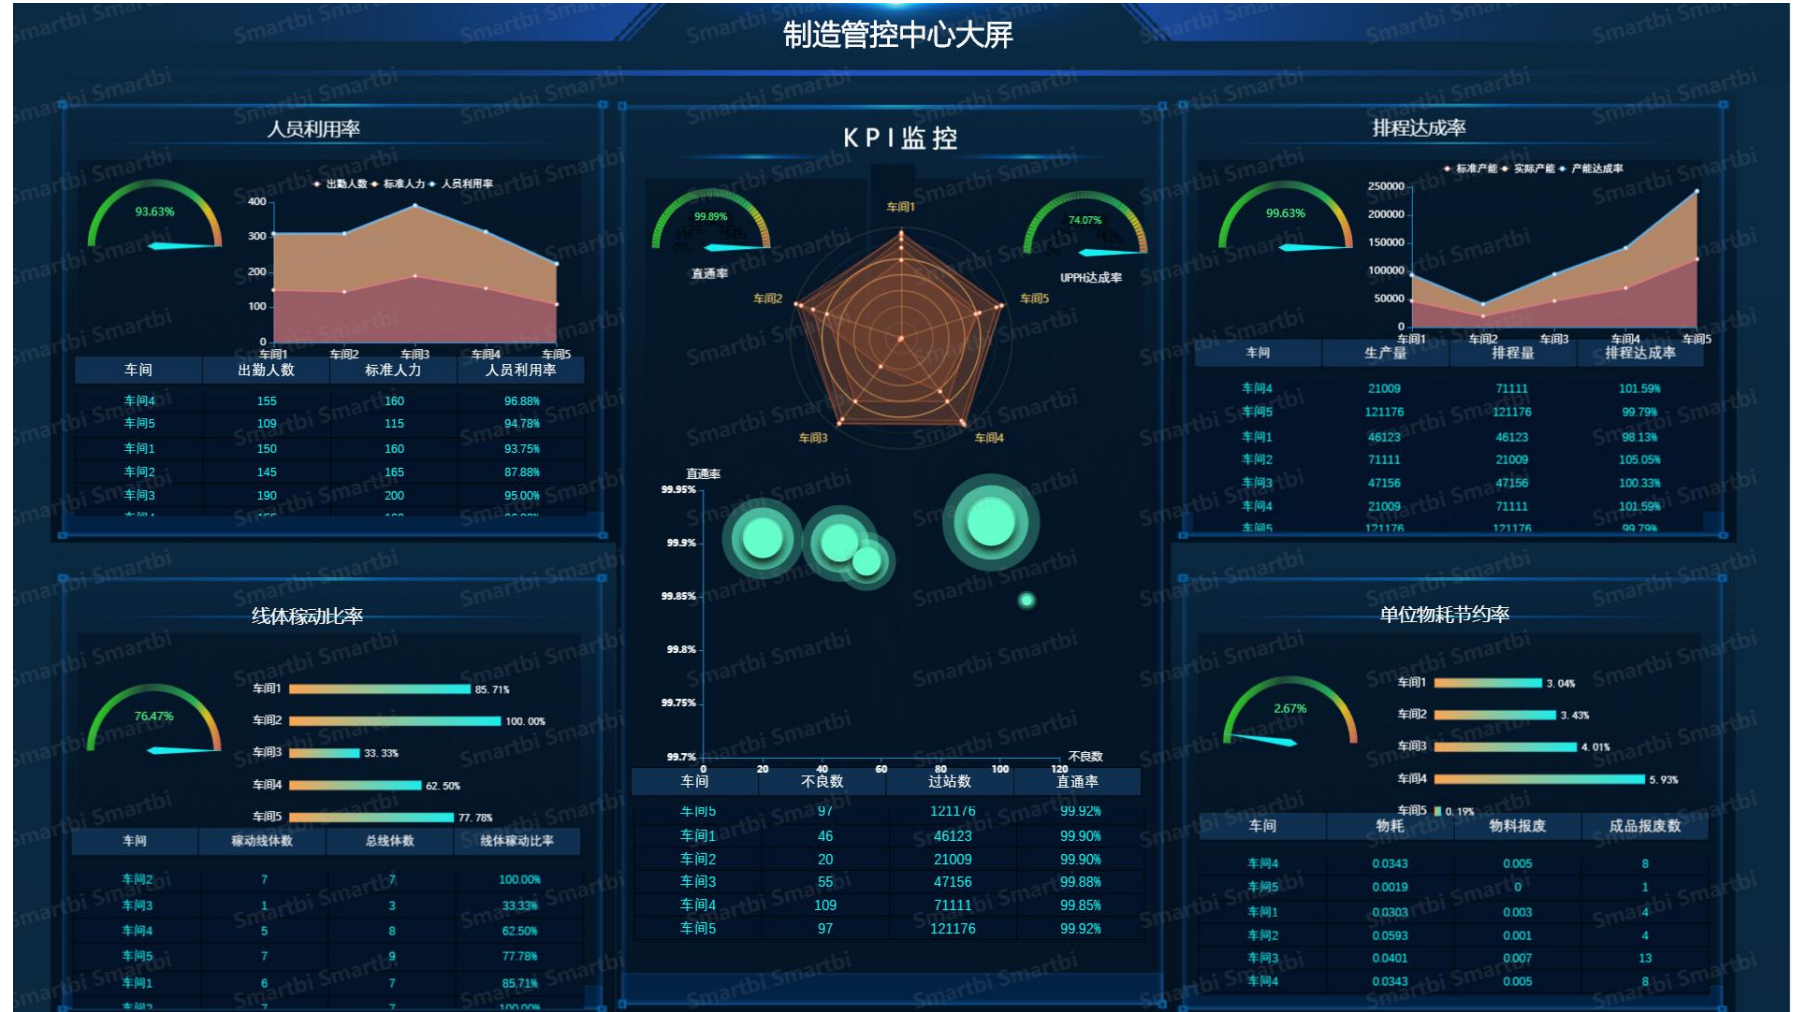 制造管控中心大屏
人员利用率
93.63%
出勤人数 标准人力 人员利用率
400
300
200
100
0
车间1 车间2 车间3 车间4 车间5
车间 出勤人数 标准人力 人员利用率
车间4 155 160 96.88%
车间5 109 115 94.78%
车间1 150 160 93.75%
车间2 145 165 87.88%
车间3 190 200 95.00%
线体稼动比率
76.47%
车间1 85.71%
车间2 100.00%
车间3 33.33%
车间4 62.50%
车间5 77.78%
车间 稼动线体数 总线体数 线体稼动比率
车间2 7 7 100.00%
车间3 1 3 33.33%
车间4 5 8 62.50%
车间5 7 9 77.78%
车间1 6 7 85.71%
车间2 7 7 100.00%
KPI监控
99.89%
直通率
74.07%
UPPH达成率
车间1
车间2
车间5
车间3
车间4
直通率
99.95%
99.9%
99.85%
99.8%
99.75%
99.7%
0 20 40 60 80 100 120
不良数
车间 不良数 过站数 直通率
车间5 97 121176 99.92%
车间1 46 46123 99.90%
车间2 20 21009 99.90%
车间3 55 47156 99.88%
车间4 109 71111 99.85%
车间5 97 121176 99.92%
排程达成率
99.63%
标准产能 实际产能 产能达成率
250000
200000
150000
100000
50000
0
车间1 车间2 车间3 车间4 车间5
车间 生产量 排程量 排程达成率
车间4 21009 71111 101.59%
车间5 121176 121176 99.79%
车间1 46123 46123 98.13%
车间2 71111 21009 105.05%
车间3 47156 47156 100.33%
车间4 21009 71111 101.59%
车间5 121176 121176 99.79%
单位物耗节约率
2.67%
车间1 3.04%
车间2 3.43%
车间3 4.01%
车间4 5.93%
车间5 0.19%
车间 物耗 物料报废 成品报废数
车间4 0.0343 0.005 8
车间5 0.0019 0 1
车间1 0.0303 0.003 4
车间2 0.0593 0.001 4
车间3 0.0401 0.007 13
车间4 0.0343 0.005 8
Smartbi